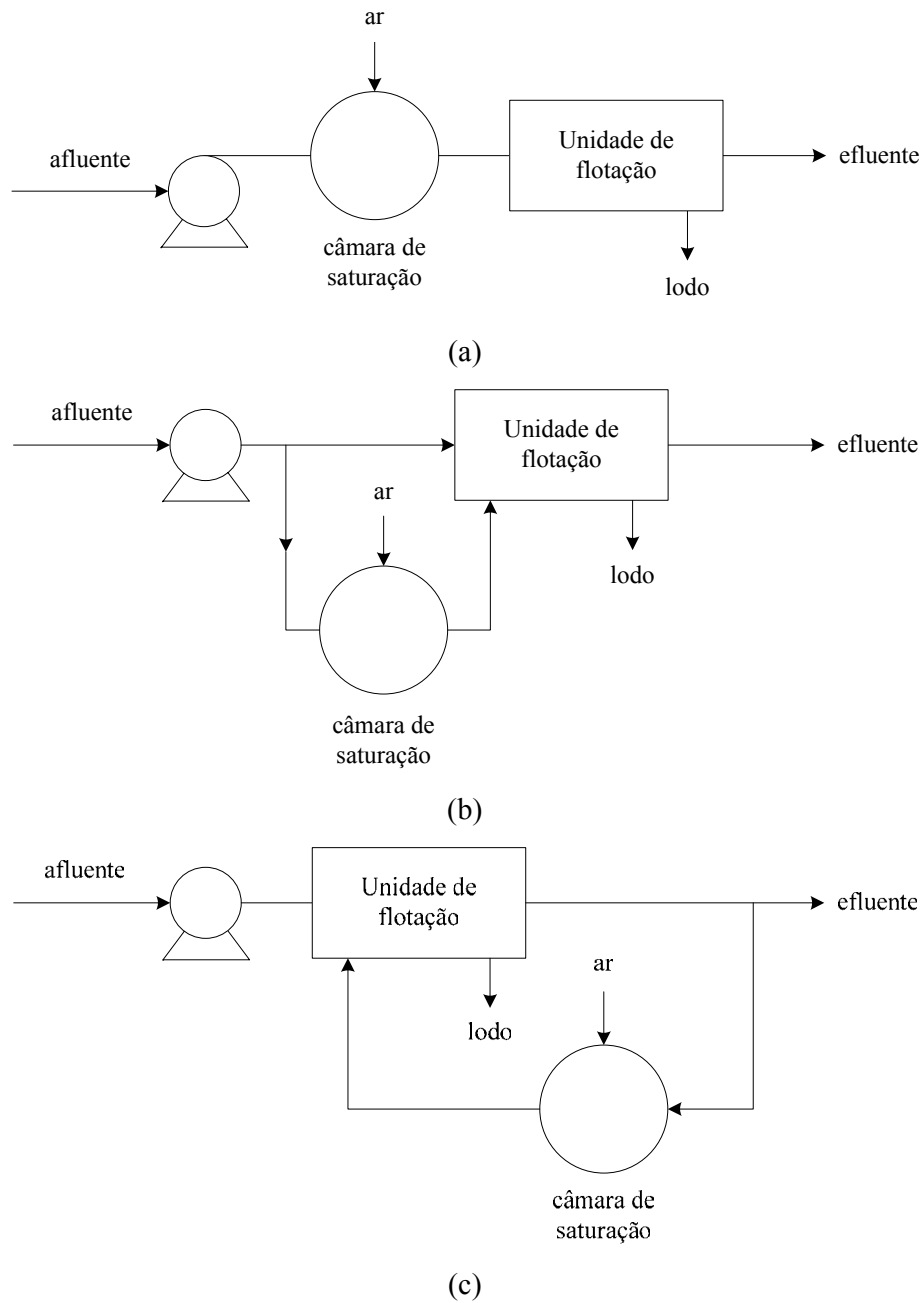 ar
afluente
Unidade de
flotação
efluente
câmara de
saturação
lodo
(a)
afluente
Unidade de
flotação
efluente
ar
lodo
câmara de
saturação
(b)
afluente
Unidade de
flotação
efluente
ar
lodo
câmara de
saturação
(c)